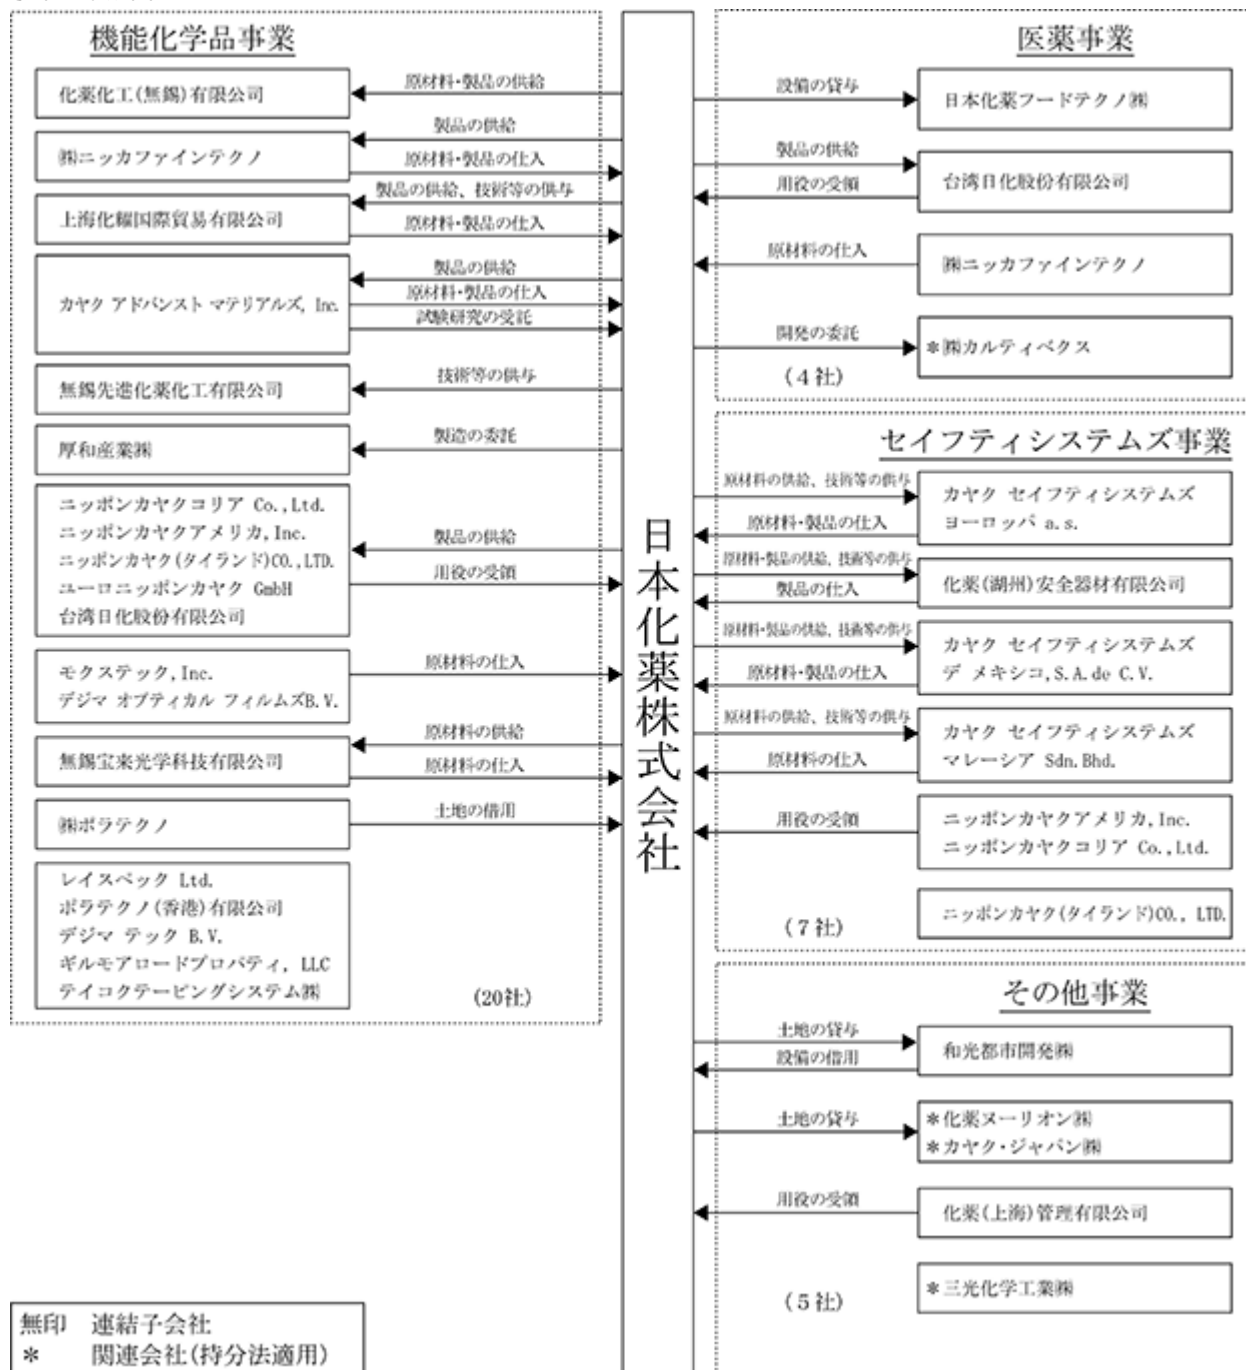 機能化学品事業
化薬化工(無錫)有限公司
原材料・製品の供給
㈱ニッカファインテクノ
製品の供給
原材料・製品の仕入
上海化耀国際貿易有限公司
製品の供給、技術等の供与
原材料・製品の仕入
カヤク アドバンスト マテリアルズ, Inc.
製品の供給
原材料・製品の仕入
試験研究の受託
無錫先進化薬化工有限公司
技術等の供与
厚和産業㈱
製造の委託
ニッポンカヤクコリア Co.,Ltd.
ニッポンカヤクアメリカ,Inc.
ニッポンカヤク(タイランド)CO.,LTD.
ユーロニッポンカヤク GmbH
台湾日化股份有限公司
製品の供給
用役の受領
モクステック,Inc.
デジマ オプティカル フィルムズB.V.
原材料の仕入
無錫宝来光学科技有限公司
原材料の供給
原材料の仕入
㈱ポラテクノ
土地の借用
レイスペック Ltd.
ポラテクノ(香港)有限公司
デジマ テック B.V.
ギルモアロードプロパティ, LLC
テイコクテーピングシステム㈱
(20社)
日本化薬株式会社
医薬事業
設備の貸与
日本化薬フードテクノ㈱
製品の供給
用役の受領
台湾日化股份有限公司
原材料の仕入
㈱ニッカファインテクノ
開発の委託
*㈱カルティベクス
(4社)
セイフティシステムズ事業
原材料の供給、技術等の供与
原材料・製品の仕入
カヤク セイフティシステムズ
ヨーロッパ a.s.
原材料・製品の供給、技術等の供与
製品の仕入
化薬(湖州)安全器材有限公司
原材料・製品の供給、技術等の供与
原材料・製品の仕入
カヤク セイフティシステムズ
デ メキシコ,S.A.de C.V.
原材料の供給、技術等の供与
原材料の仕入
カヤク セイフティシステムズ
マレーシア Sdn.Bhd.
用役の受領
ニッポンカヤクアメリカ,Inc.
ニッポンカヤクコリア Co.,Ltd.
ニッポンカヤク(タイランド)CO., LTD.
(7社)
その他事業
土地の貸与
設備の借用
和光都市開発㈱
土地の貸与
*化薬ヌーリオン㈱
*カヤク・ジャパン㈱
用役の受領
化薬(上海)管理有限公司
*三光化学工業㈱
(5社)
無印 連結子会社
* 関連会社(持分法適用)